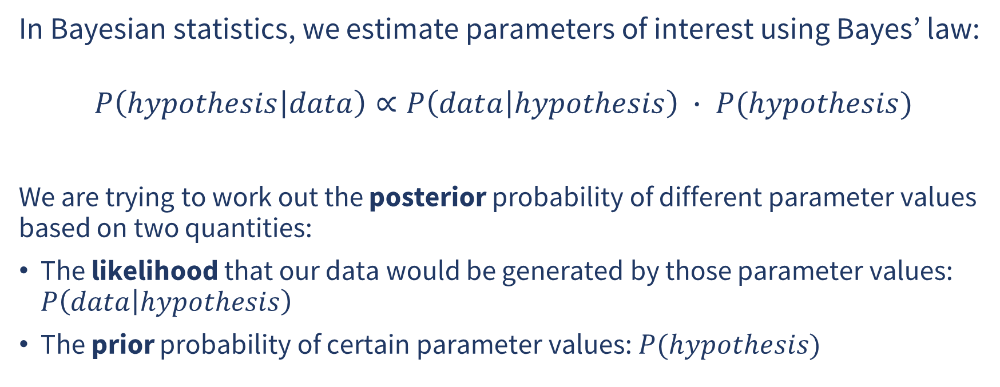 In Bayesian statistics, we estimate parameters of interest using Bayes’ law:
P(hypothesis|data) ∝ P(data|hypothesis) · P(hypothesis)
We are trying to work out the posterior probability of different parameter values
based on two quantities:
• The likelihood that our data would be generated by those parameter values:
P(data|hypothesis)
• The prior probability of certain parameter values: P(hypothesis)